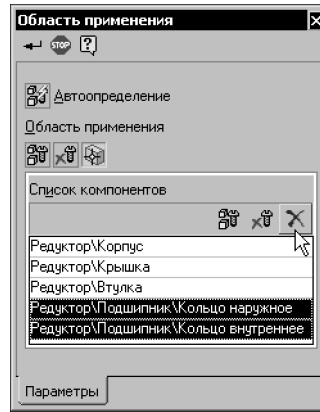 Область применения
STOP
Автоопределение
Область применения
Список компонентов
Редуктор\Корпус
Редуктор\Крышка
Редуктор\Втулка
Редуктор\Подшипник\Кольцо наружное
Редуктор\Подшипник\Кольцо внутреннее
Параметры